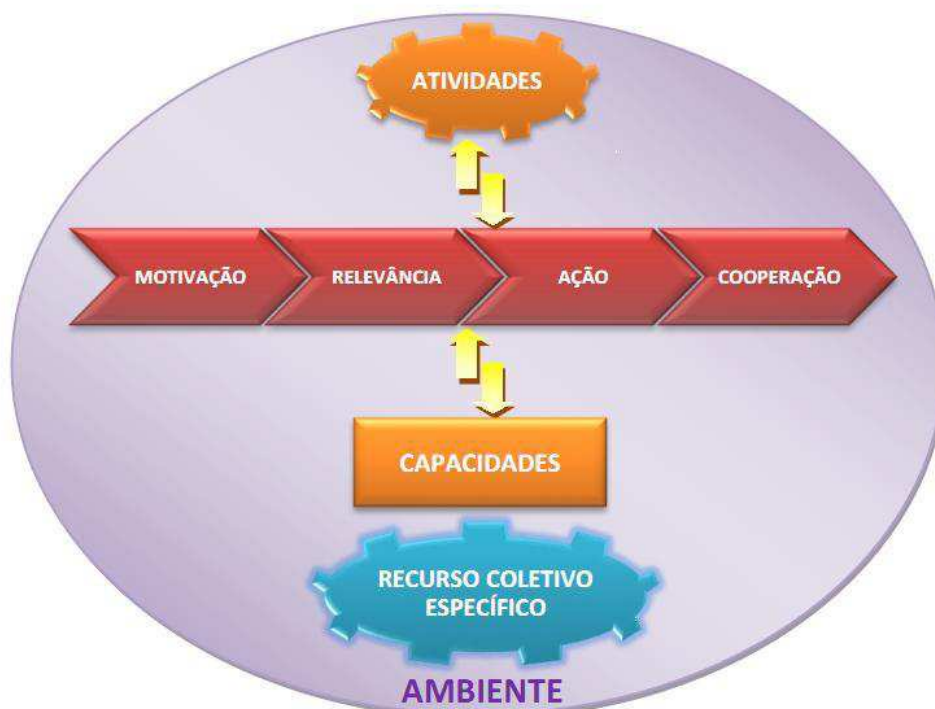 ATIVIDADES
MOTIVAÇÃO
RELEVÂNCIA
AÇÃO
COOPERAÇÃO
CAPACIDADES
RECURSO COLETIVO
ESPECÍFICO
AMBIENTE